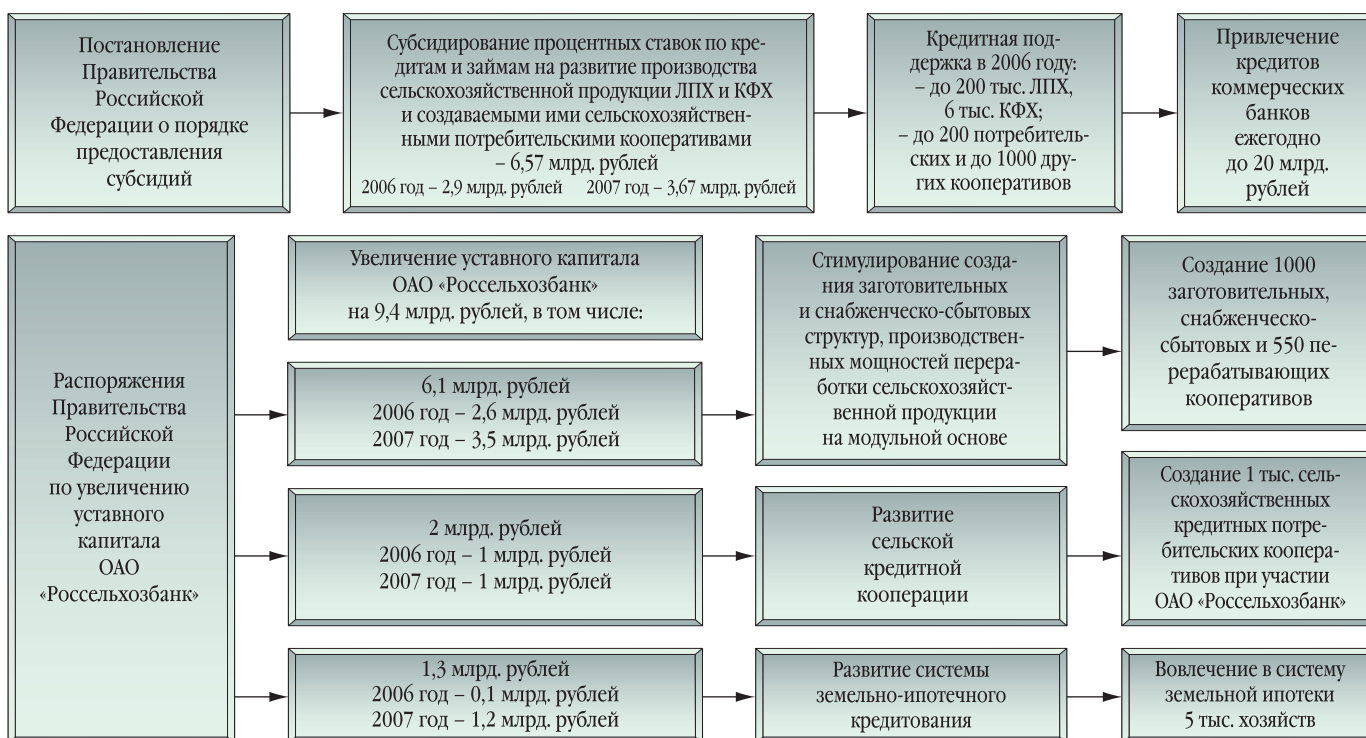 Постановление
Правительства
Российской
Федерации о порядке
предоставления
субсидий
Субсидирование процентных ставок по кре-
дитам и займам на развитие производства
сельскохозяйственной продукции ЛПХ и КФХ
и создаваемыми ими сельскохозяйствен-
ными потребительскими кооперативами
– 6,57 млрд. рублей
2006 год – 2,9 млрд. рублей 2007 год – 3,67 млрд. рублей
Кредитная под-
держка в 2006 году:
– до 200 тыс. ЛПХ,
6 тыс. КФХ;
– до 200 потребитель-
ских и до 1000 дру-
гих кооперативов
Привлечение
кредитов
коммерческих
банков
ежегодно
до 20 млрд.
рублей
Распоряжения
Правительства
Российской
Федерации
по увеличению
уставного
капитала
ОАО
«Россельхозбанк»
Увеличение уставного капитала
ОАО «Россельхозбанк»
на 9,4 млрд. рублей, в том числе:
6,1 млрд. рублей
2006 год – 2,6 млрд. рублей
2007 год – 3,5 млрд. рублей
Стимулирование созда-
ния заготовительных
и снабженческо-сбытовых
структур, производствен-
ных мощностей перера-
ботки сельскохозяйст-
венной продукции
на модульной основе
Создание 1000
заготовительных,
снабженческо-
сбытовых и 550 пе-
рерабатывающих
кооперативов
2 млрд. рублей
2006 год – 1 млрд. рублей
2007 год – 1 млрд. рублей
Развитие
сельской
кредитной
кооперации
Создание 1 тыс. сель-
скохозяйственных
кредитных потре-
бительских коопера-
тивов при участии
ОАО «Россельхозбанк»
1,3 млрд. рублей
2006 год – 0,1 млрд. рублей
2007 год – 1,2 млрд. рублей
Развитие системы
земельно-ипотечного
кредитования
Вовлечение в систему
земельной ипотеки
5 тыс. хозяйств